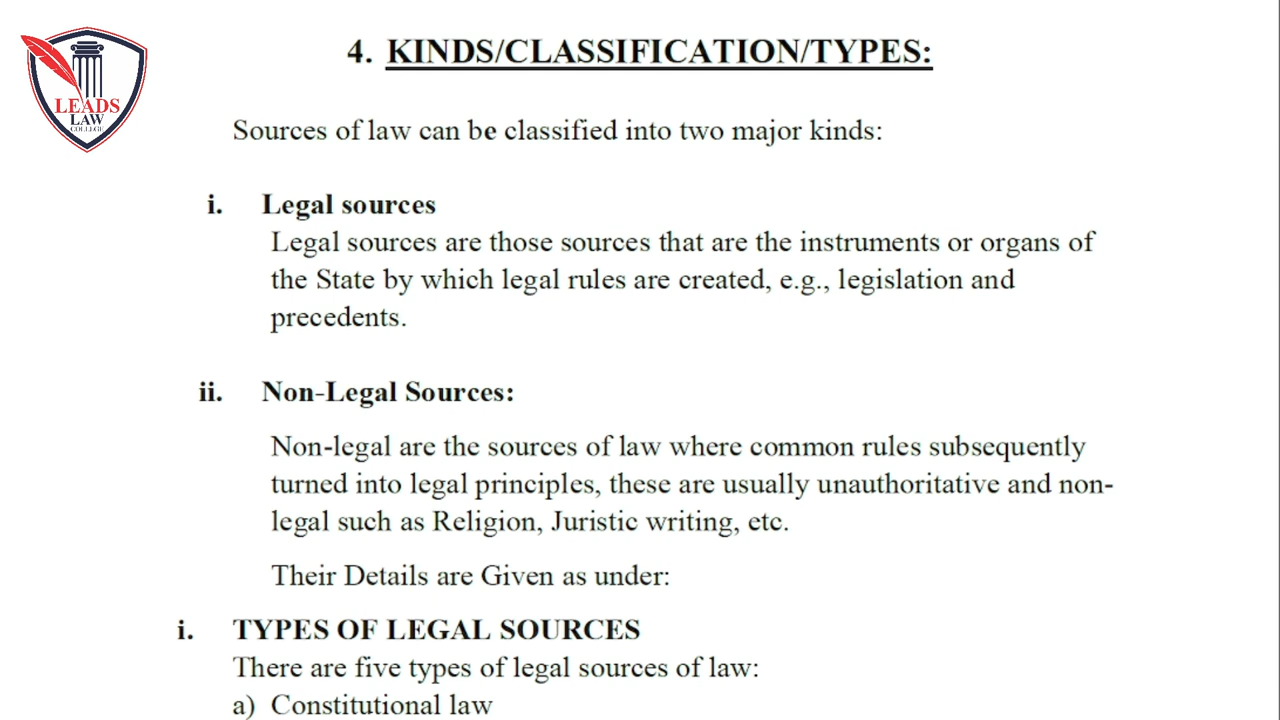 LEADS
LAW
COLLEGE
4. KINDS/CLASSIFICATION/TYPES:
Sources of law can be classified into two major kinds:
i. Legal sources
Legal sources are those sources that are the instruments or organs of
the State by which legal rules are created, e.g., legislation and
precedents.
ii. Non-Legal Sources:
Non-legal are the sources of law where common rules subsequently
turned into legal principles, these are usually unauthoritative and non-
legal such as Religion, Juristic writing, etc.
Their Details are Given as under:
i. TYPES OF LEGAL SOURCES
There are five types of legal sources of law:
a) Constitutional law